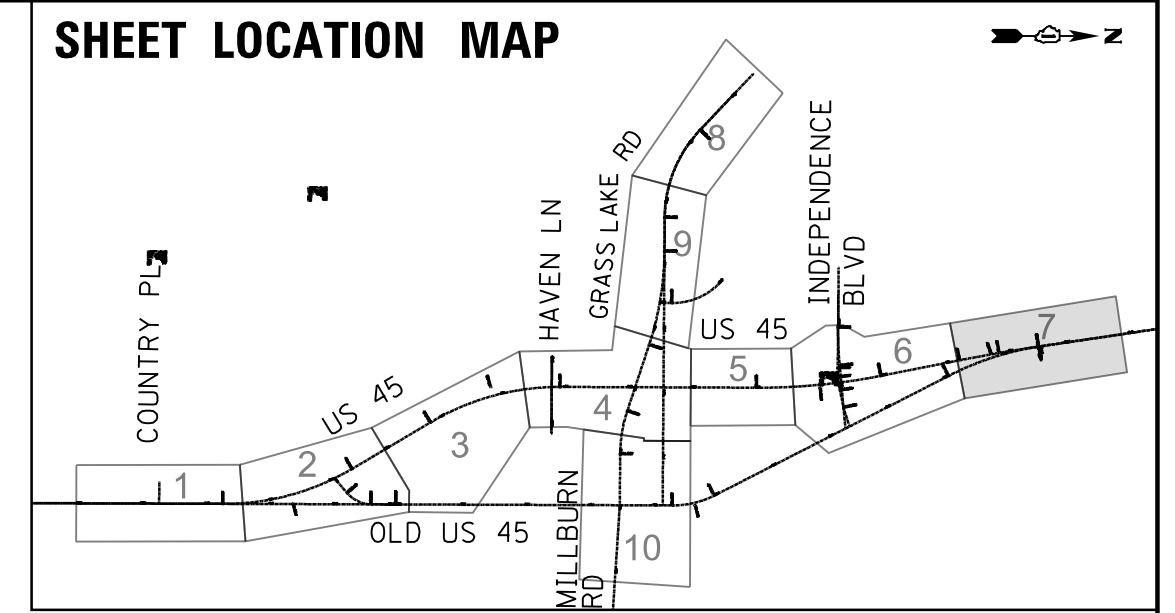 SHEET LOCATION MAP
N
8
GRASS LAKE RD
INDEPENDENCE
BLVD
HAVEN LN
9
COUNTRY PL
US 45
7
6
5
US 45
4
3
2
1
OLD US 45
MILLBURN
RD
10